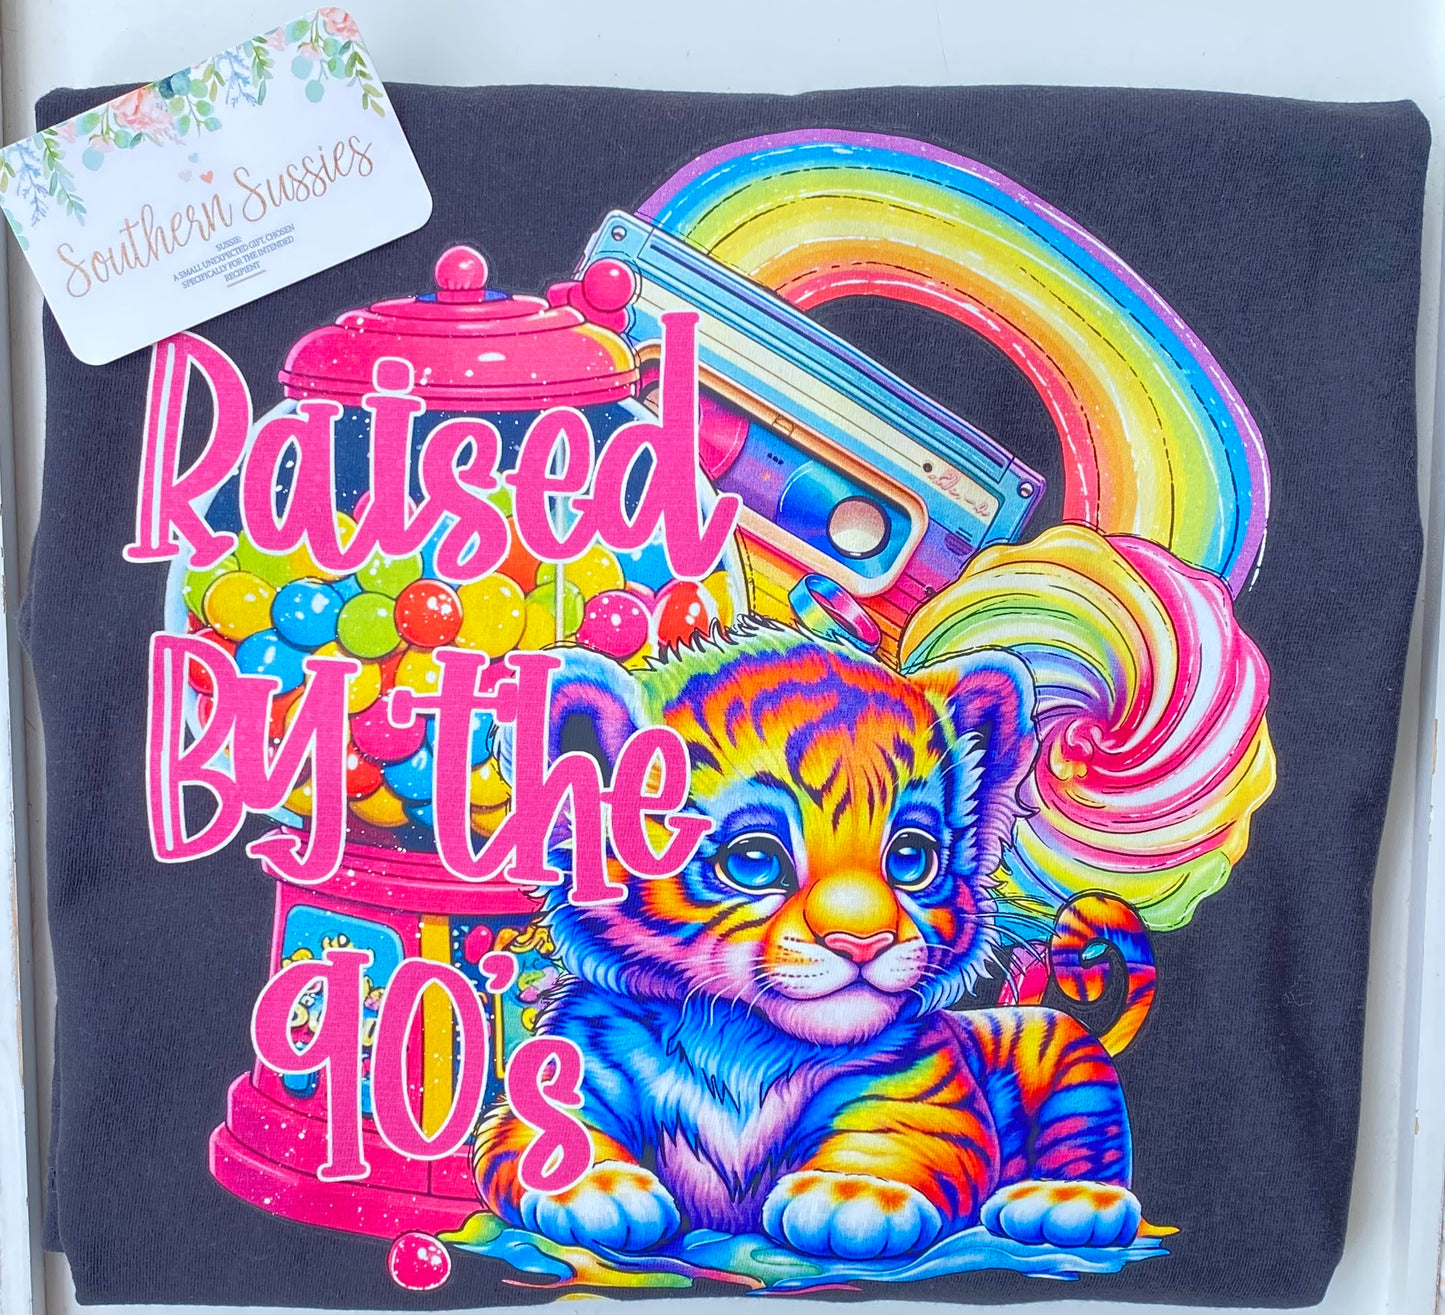 Southern Sussies
SUSSIE:
A SMALL UNEXPECTED GIFT, CHOSEN
SPECIFICALLY FOR THE INTENDED
RECIPIENT
Raised
By the
90's